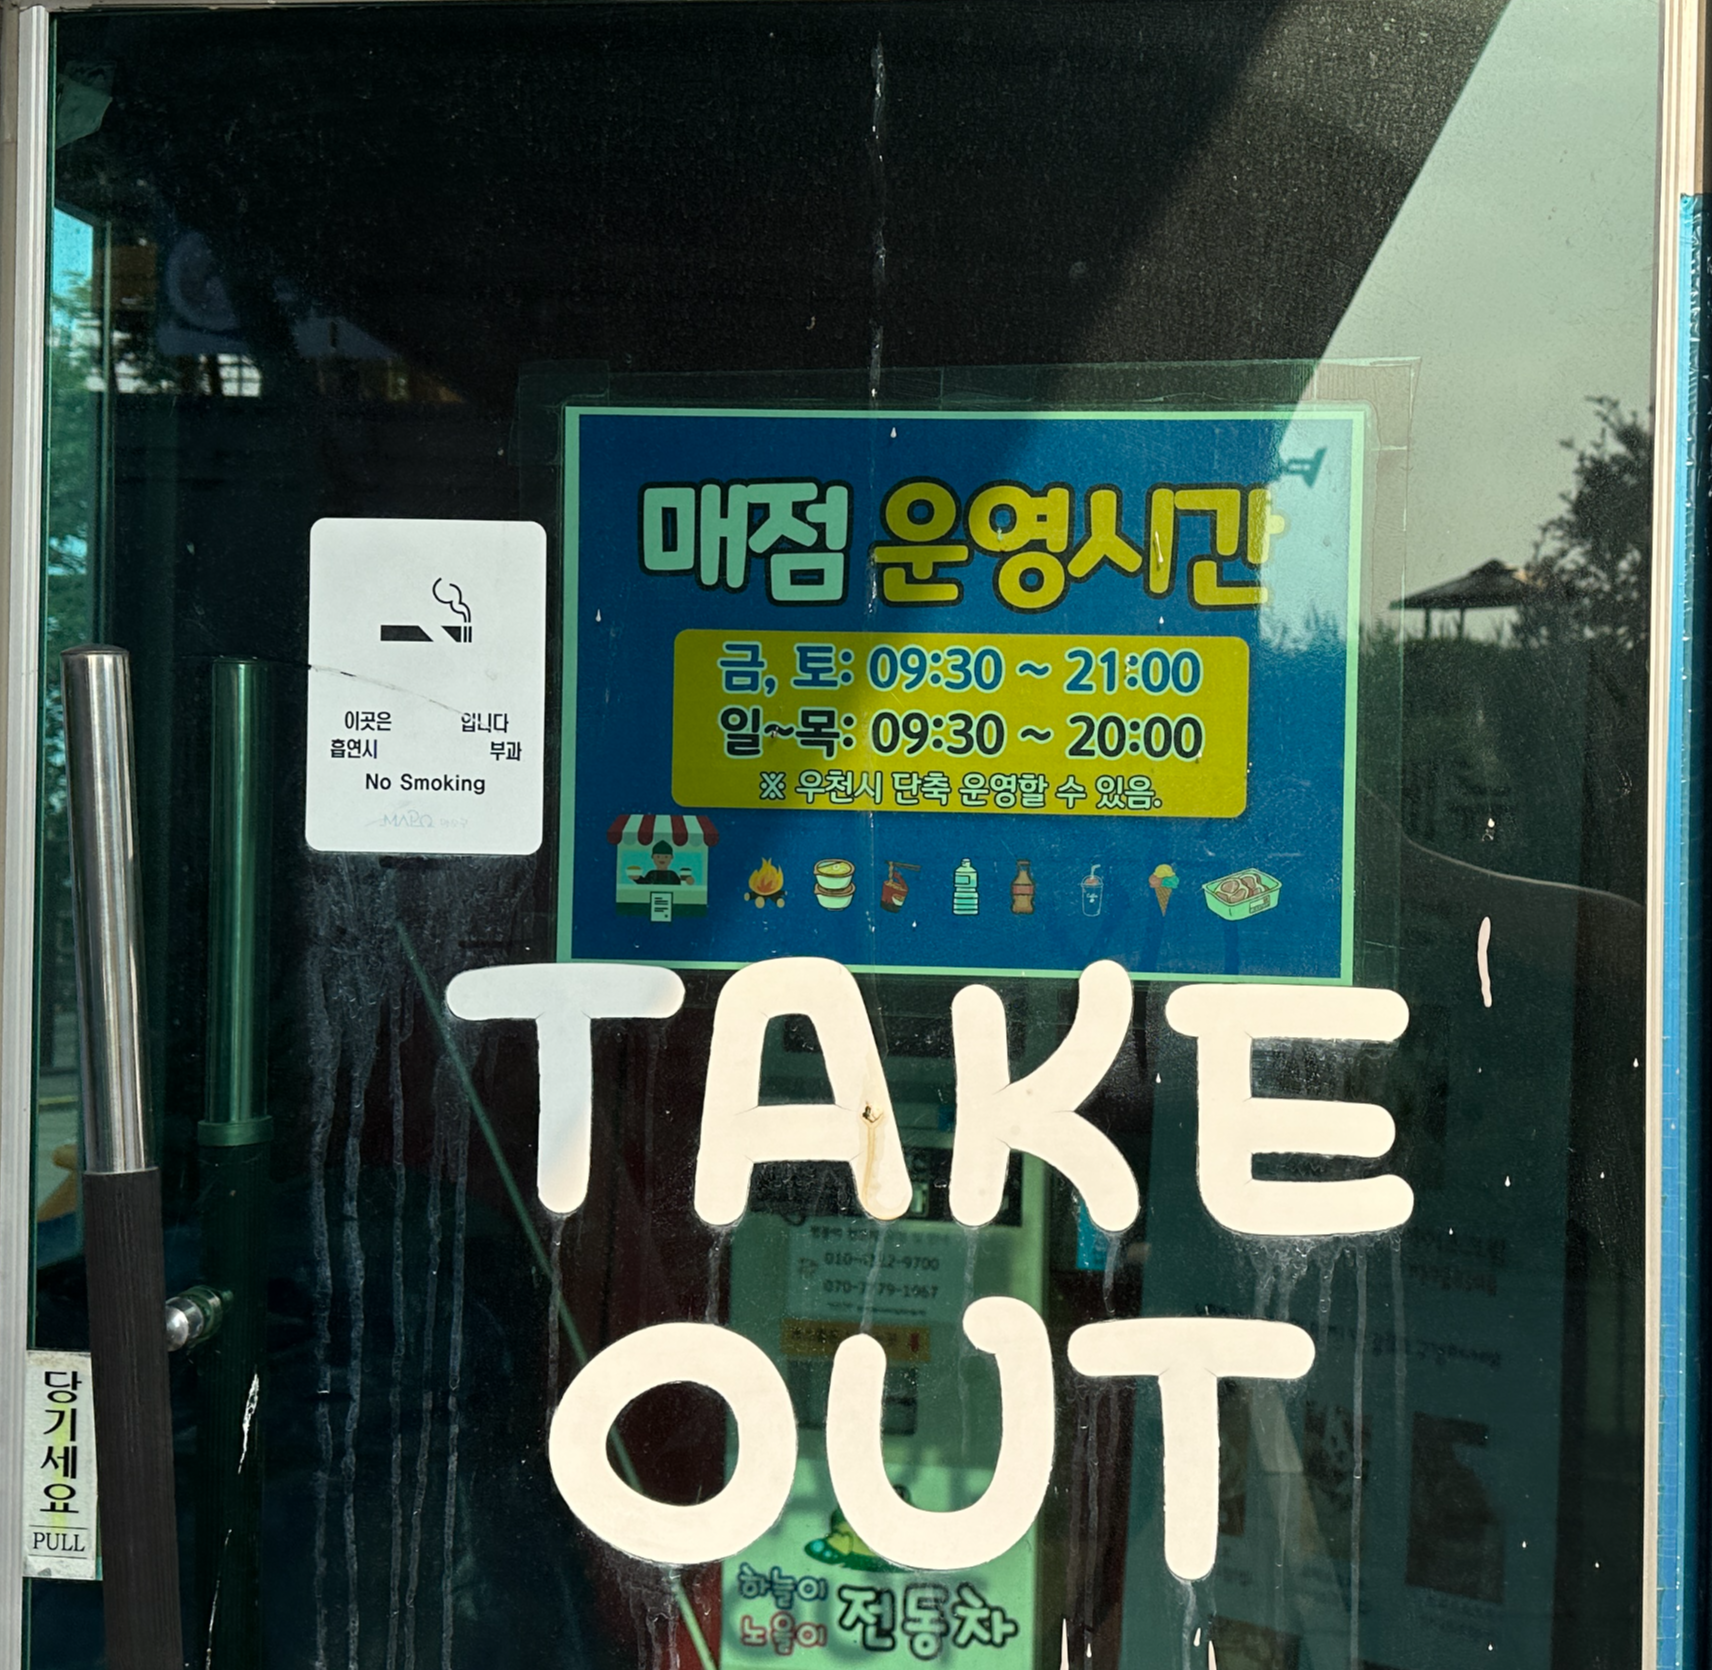 매점 운영시간
금, 토: 09:30 ~ 21:00
일~목: 09:30 ~ 20:00
※ 우천시 단축 운영할 수 있음.
이곳은 입니다
흡연시 부과
No Smoking
MAPO
TAKE
OUT
당기세요
PULL
하늘이
노을이
전동차